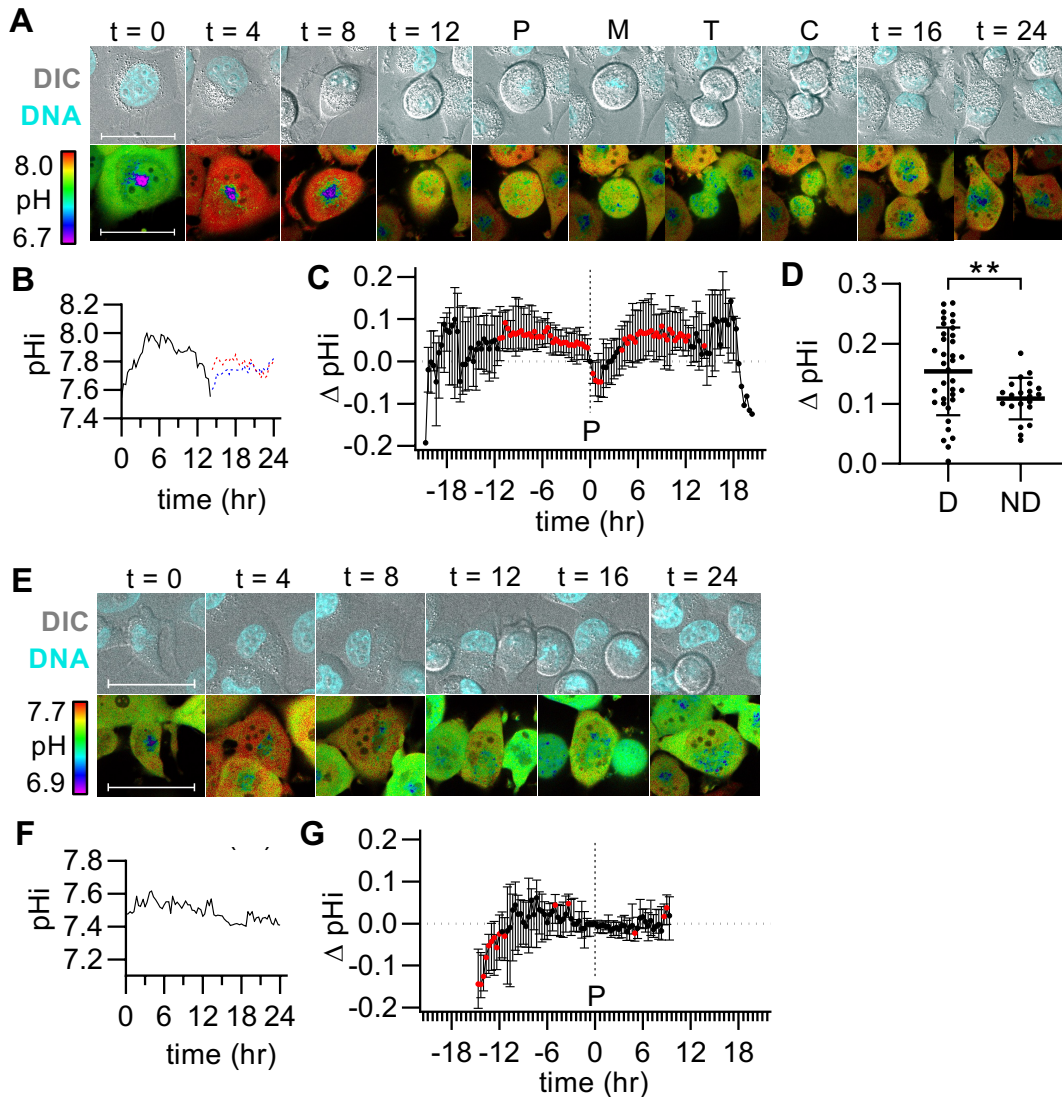 A
t = 0 t = 4 t = 8 t = 12 P M T C t = 16 t = 24
DIC
DNA
8.0
pH
6.7
B
pHi
8.2
8.0
7.8
7.6
7.4
0 6 12 18 24
time (hr)
C
Δ pHi
0.2
0.1
0.0
-0.1
-0.2
P
-18 -12 -6 0 6 12 18
time (hr)
D
**
Δ pHi
0.3
0.2
0.1
0.0
D ND
E
t = 0 t = 4 t = 8 t = 12 t = 16 t = 24
DIC
DNA
7.7
pH
6.9
F
pHi
7.8
7.6
7.4
7.2
0 6 12 18 24
time (hr)
G
Δ pHi
0.2
0.1
0.0
-0.1
-0.2
P
-18 -12 -6 0 6 12 18
time (hr)